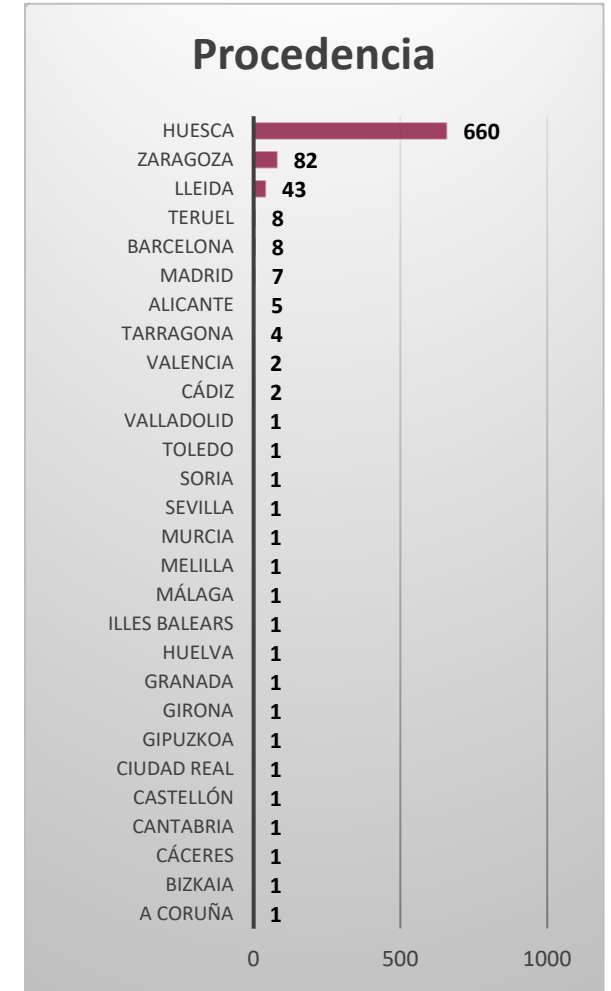 Procedencia
HUESCA 660
ZARAGOZA 82
LLEIDA 43
TERUEL 8
BARCELONA 8
MADRID 7
ALICANTE 5
TARRAGONA 4
VALENCIA 2
CÁDIZ 2
VALLADOLID 1
TOLEDO 1
SORIA 1
SEVILLA 1
MURCIA 1
MELILLA 1
MÁLAGA 1
ILLES BALEARS 1
HUELVA 1
GRANADA 1
GIRONA 1
GIPUZKOA 1
CIUDAD REAL 1
CASTELLÓN 1
CANTABRIA 1
CÁCERES 1
BIZKAIA 1
A CORUÑA 1
0 500 1000